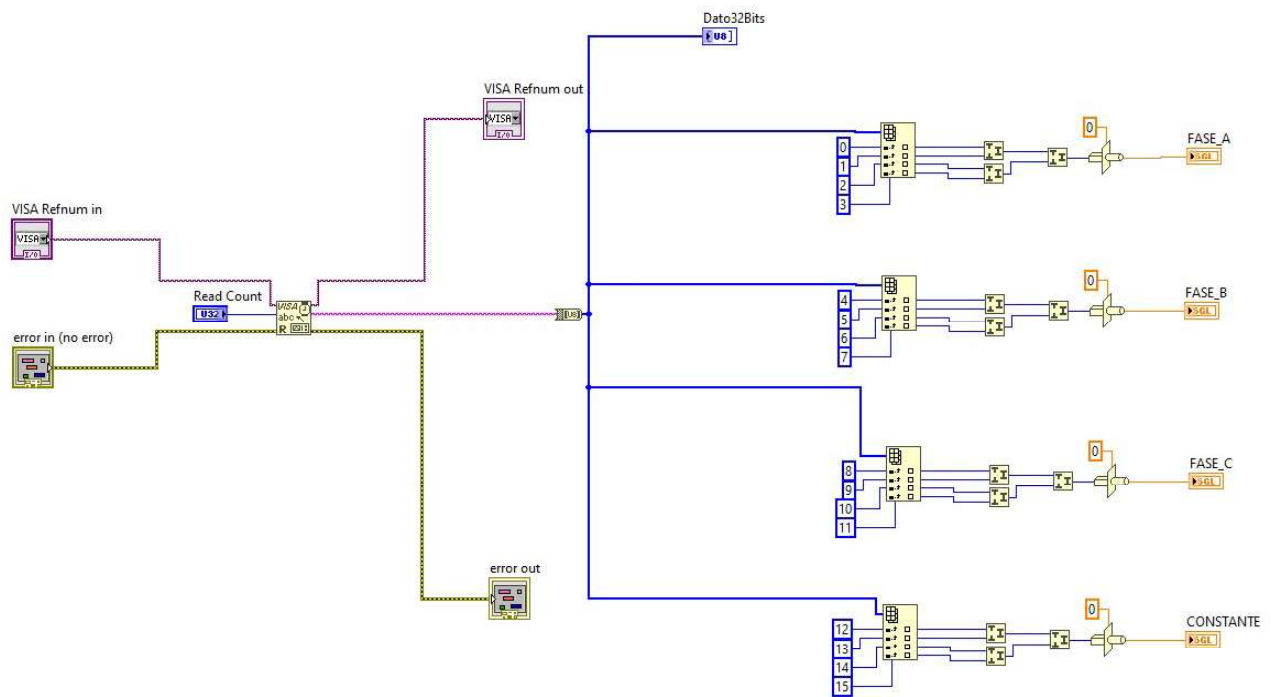 Dato32Bits
[U8]
VISA Refnum out
VISA
I/O
0
FASE_A
SGL
0
1
2
3
VISA Refnum in
VISA
I/O
0
FASE_B
SGL
4
5
6
7
Read Count
U32
VISA
abc
R
[U8]
error in (no error)
8
9
10
11
0
FASE_C
SGL
error out
12
13
14
15
0
CONSTANTE
SGL